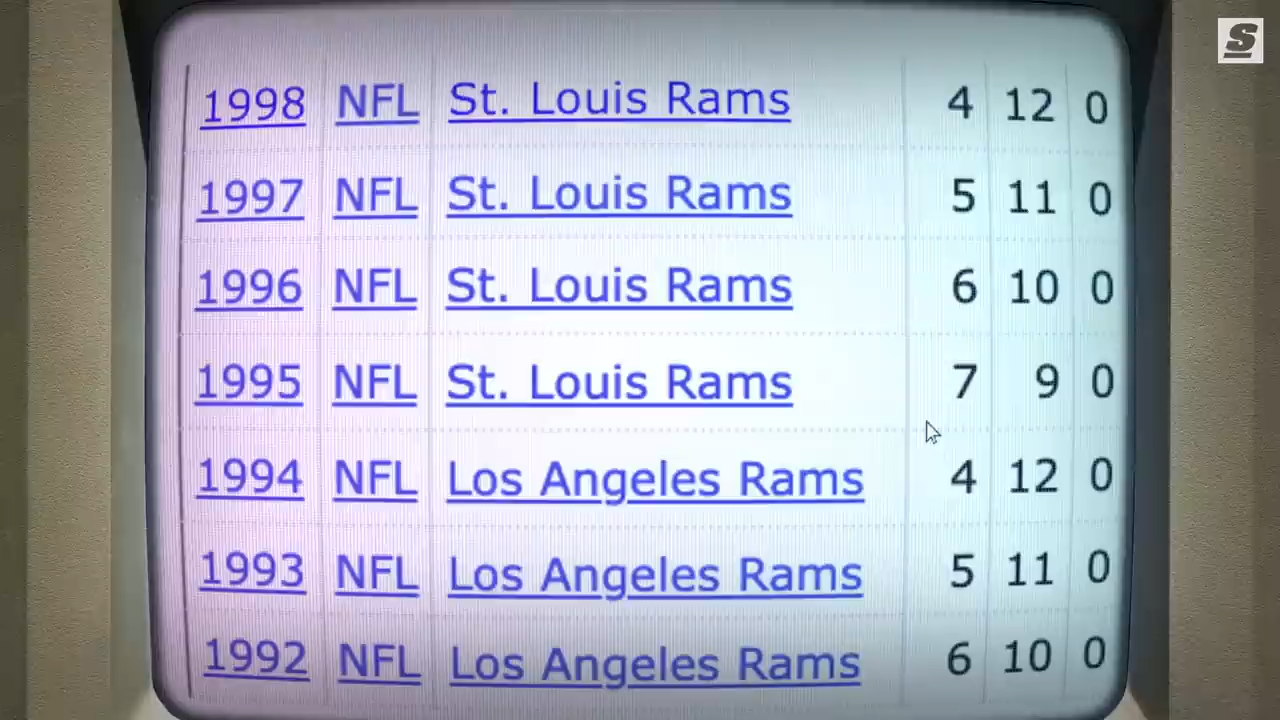 S
1998 NFL St. Louis Rams 4 12 0
1997 NFL St. Louis Rams 5 11 0
1996 NFL St. Louis Rams 6 10 0
1995 NFL St. Louis Rams 7 9 0
1994 NFL Los Angeles Rams 4 12 0
1993 NFL Los Angeles Rams 5 11 0
1992 NFL Los Angeles Rams 6 10 0